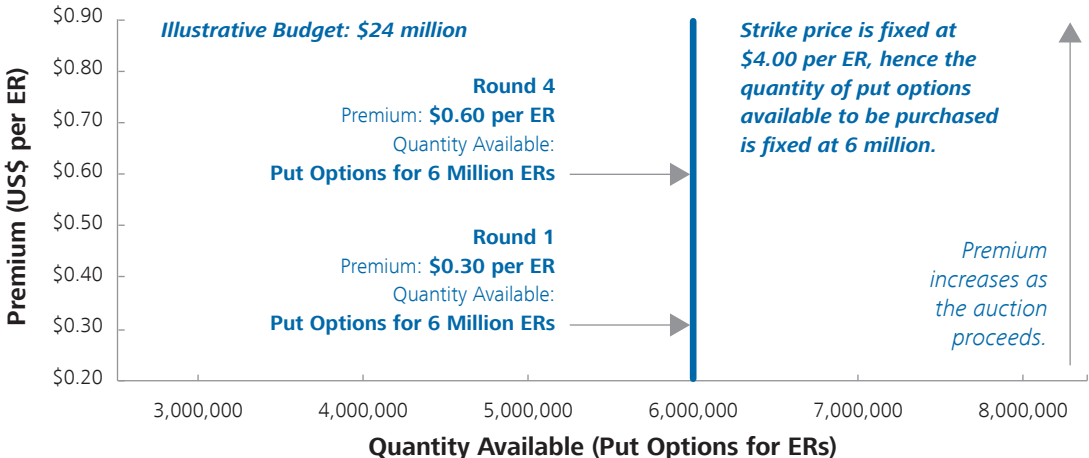 Premium (US$ per ER)
$0.90
$0.80
$0.70
$0.60
$0.50
$0.40
$0.30
$0.20
Illustrative Budget: $24 million
Round 4
Premium: $0.60 per ER
Quantity Available:
Put Options for 6 Million ERs
Round 1
Premium: $0.30 per ER
Quantity Available:
Put Options for 6 Million ERs
Strike price is fixed at
$4.00 per ER, hence the
quantity of put options
available to be purchased
is fixed at 6 million.
Premium
increases as
the auction
proceeds.
3,000,000
4,000,000
5,000,000
6,000,000
7,000,000
8,000,000
Quantity Available (Put Options for ERs)